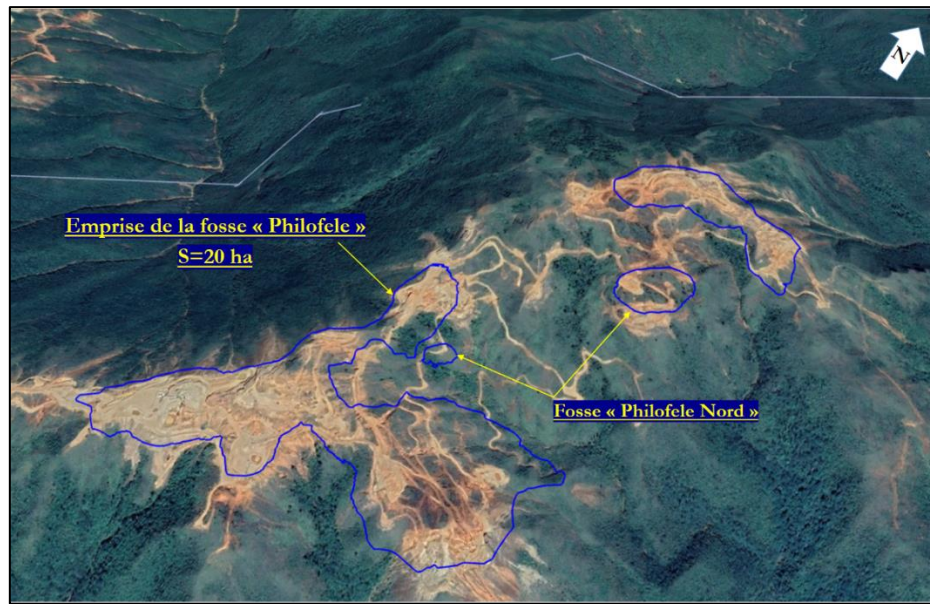 N
Emprise de la fosse « Philofele »
S=20 ha
Fosse « Philofele Nord »